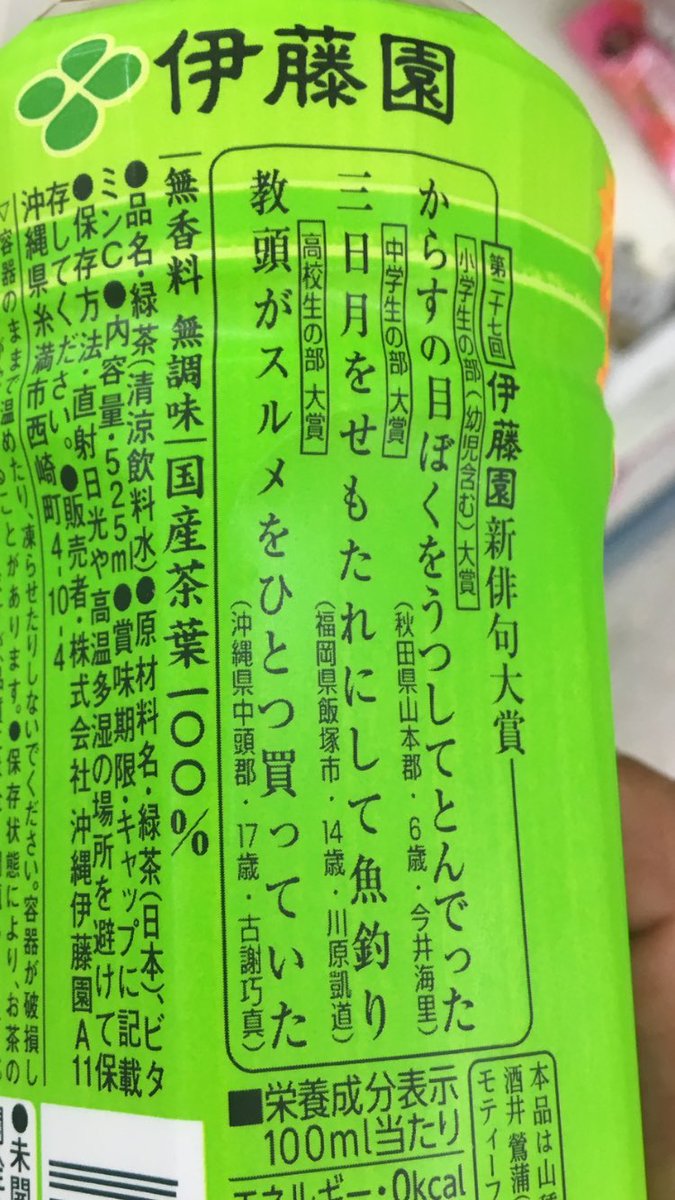 伊藤園
第二十七回 伊藤園新俳句大賞
小学生の部(幼児含む)大賞
からすの目ぼくをうつしてとんでった
(秋田県山本郡・6歳・今井海里)
中学生の部 大賞
三日月をせもたれにして魚釣り
(福岡県飯塚市・14歳・川原凱道)
高校生の部 大賞
教頭がスルメをひとつ買っていた
(沖縄県中頭郡・17歳・古謝巧真)
無香料 無調味 国産茶葉一〇〇%
●品名・緑茶(清涼飲料水)●原材料名・緑茶(日本)、ビタ
ミンC●内容量・525ml●賞味期限・キャップに記載
●保存方法・直射日光や高温多湿の場所を避けて保
存してください。●販売者・株式会社 沖縄伊藤園A11
沖縄県糸満市西崎町4-10-4
▽容器のままで温めたり、凍らせたりしないでください。容器が破損し
ることがあります。●保存状態により、お茶の
本品は山
酒井鶯蒲
モティーフ
■栄養成分表示
100ml当たり
エネルギー・0kcal
●未開